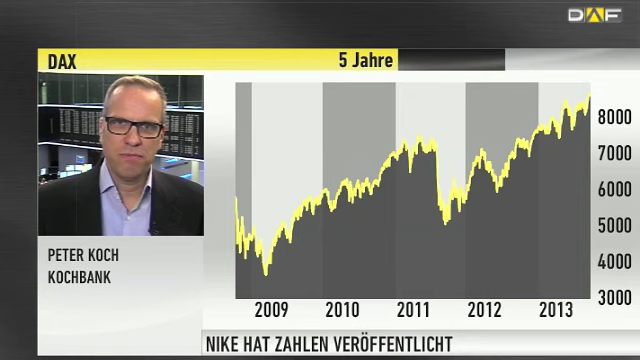 DAF
DAX
5 Jahre
8000
7000
6000
5000
4000
3000
2009 2010 2011 2012 2013
PETER KOCH
KOCHBANK
NIKE HAT ZAHLEN VERÖFFENTLICHT